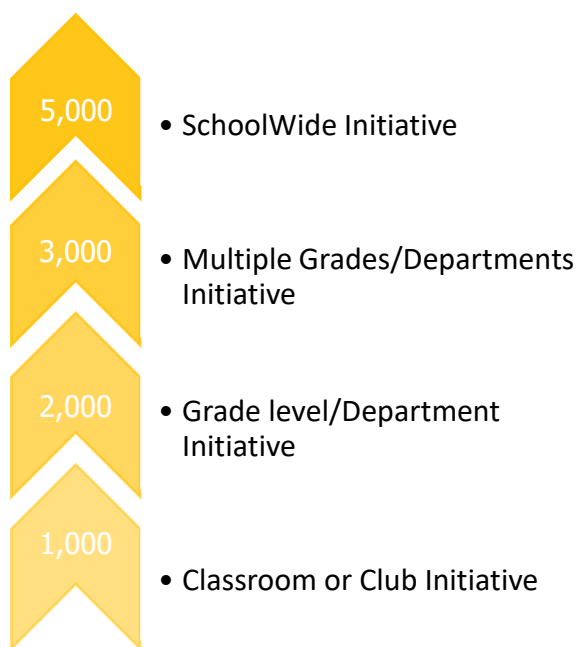 5,000
• SchoolWide Initiative
3,000
• Multiple Grades/Departments
Initiative
2,000
• Grade level/Department
Initiative
1,000
• Classroom or Club Initiative